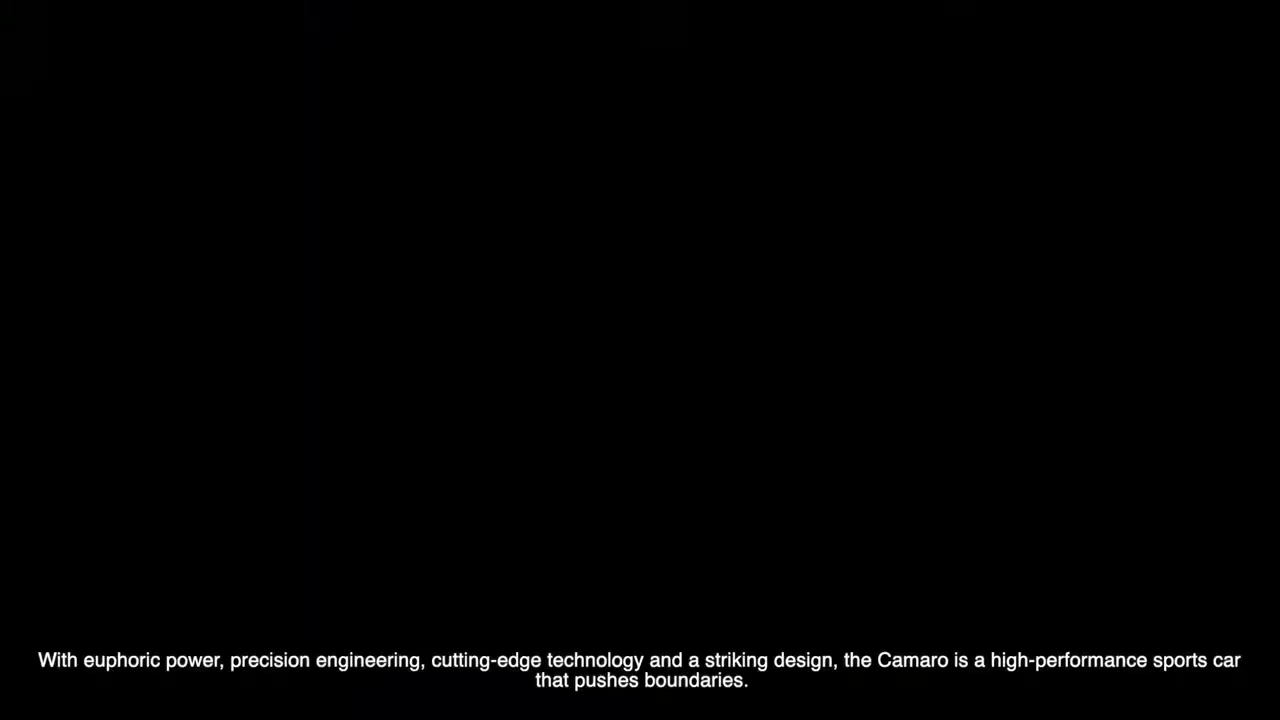 With euphoric power, precision engineering, cutting-edge technology and a striking design, the Camaro is a high-performance sports car
that pushes boundaries.